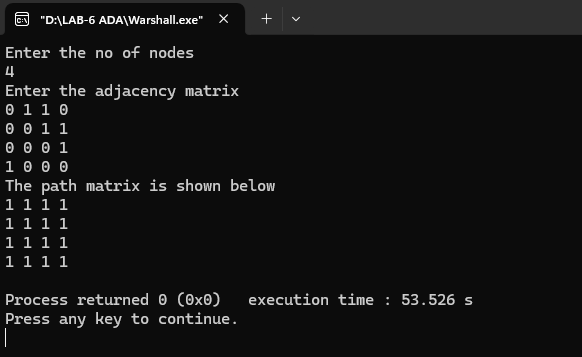 "D:\LAB-6 ADA\Warshall.exe"
Enter the no of nodes
4
Enter the adjacency matrix
0 1 1 0
0 0 1 1
0 0 0 1
1 0 0 0
The path matrix is shown below
1 1 1 1
1 1 1 1
1 1 1 1
1 1 1 1
Process returned 0 (0x0)   execution time : 53.526 s
Press any key to continue.